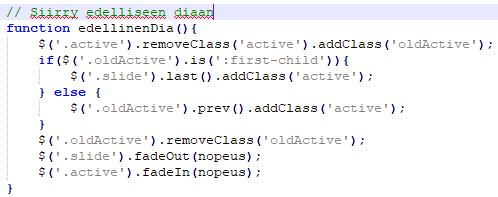 // Siirry edelliseen diaan
function edellinenDia(){
    $('.active').removeClass('active').addClass('oldActive');
    if($('.oldActive').is(':first-child')){
        $('.slide').last().addClass('active');
    } else {
        $('.oldActive').prev().addClass('active');
    }
    $('.oldActive').removeClass('oldActive');
    $('.slide').fadeOut(nopeus);
    $('.active').fadeIn(nopeus);
}